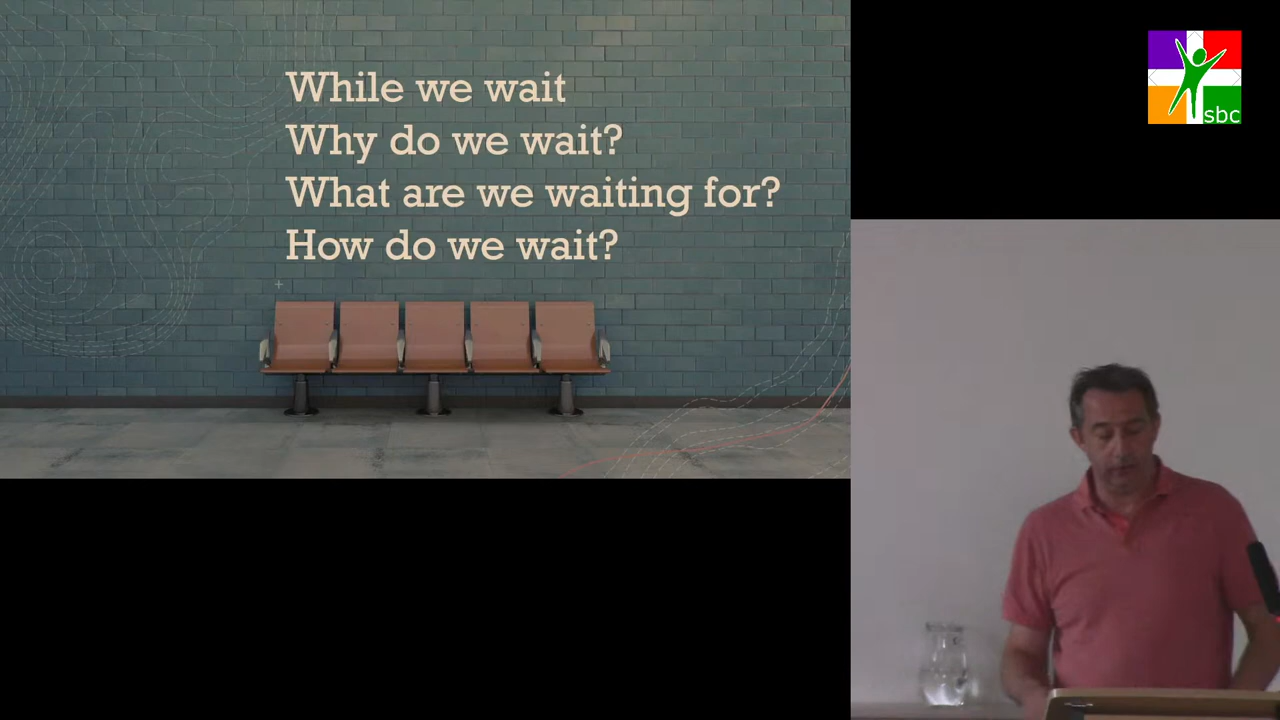 While we wait
Why do we wait?
What are we waiting for?
How do we wait?
sbc